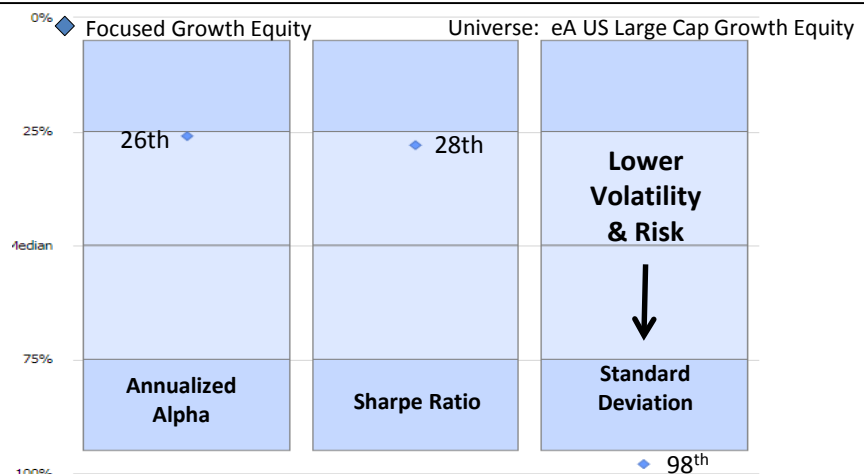 0%
Focused Growth Equity
Universe: eA US Large Cap Growth Equity
25%
26th
28th
Lower
Volatility
& Risk
Median
75%
Annualized
Alpha
Sharpe Ratio
Standard
Deviation
98th
100%